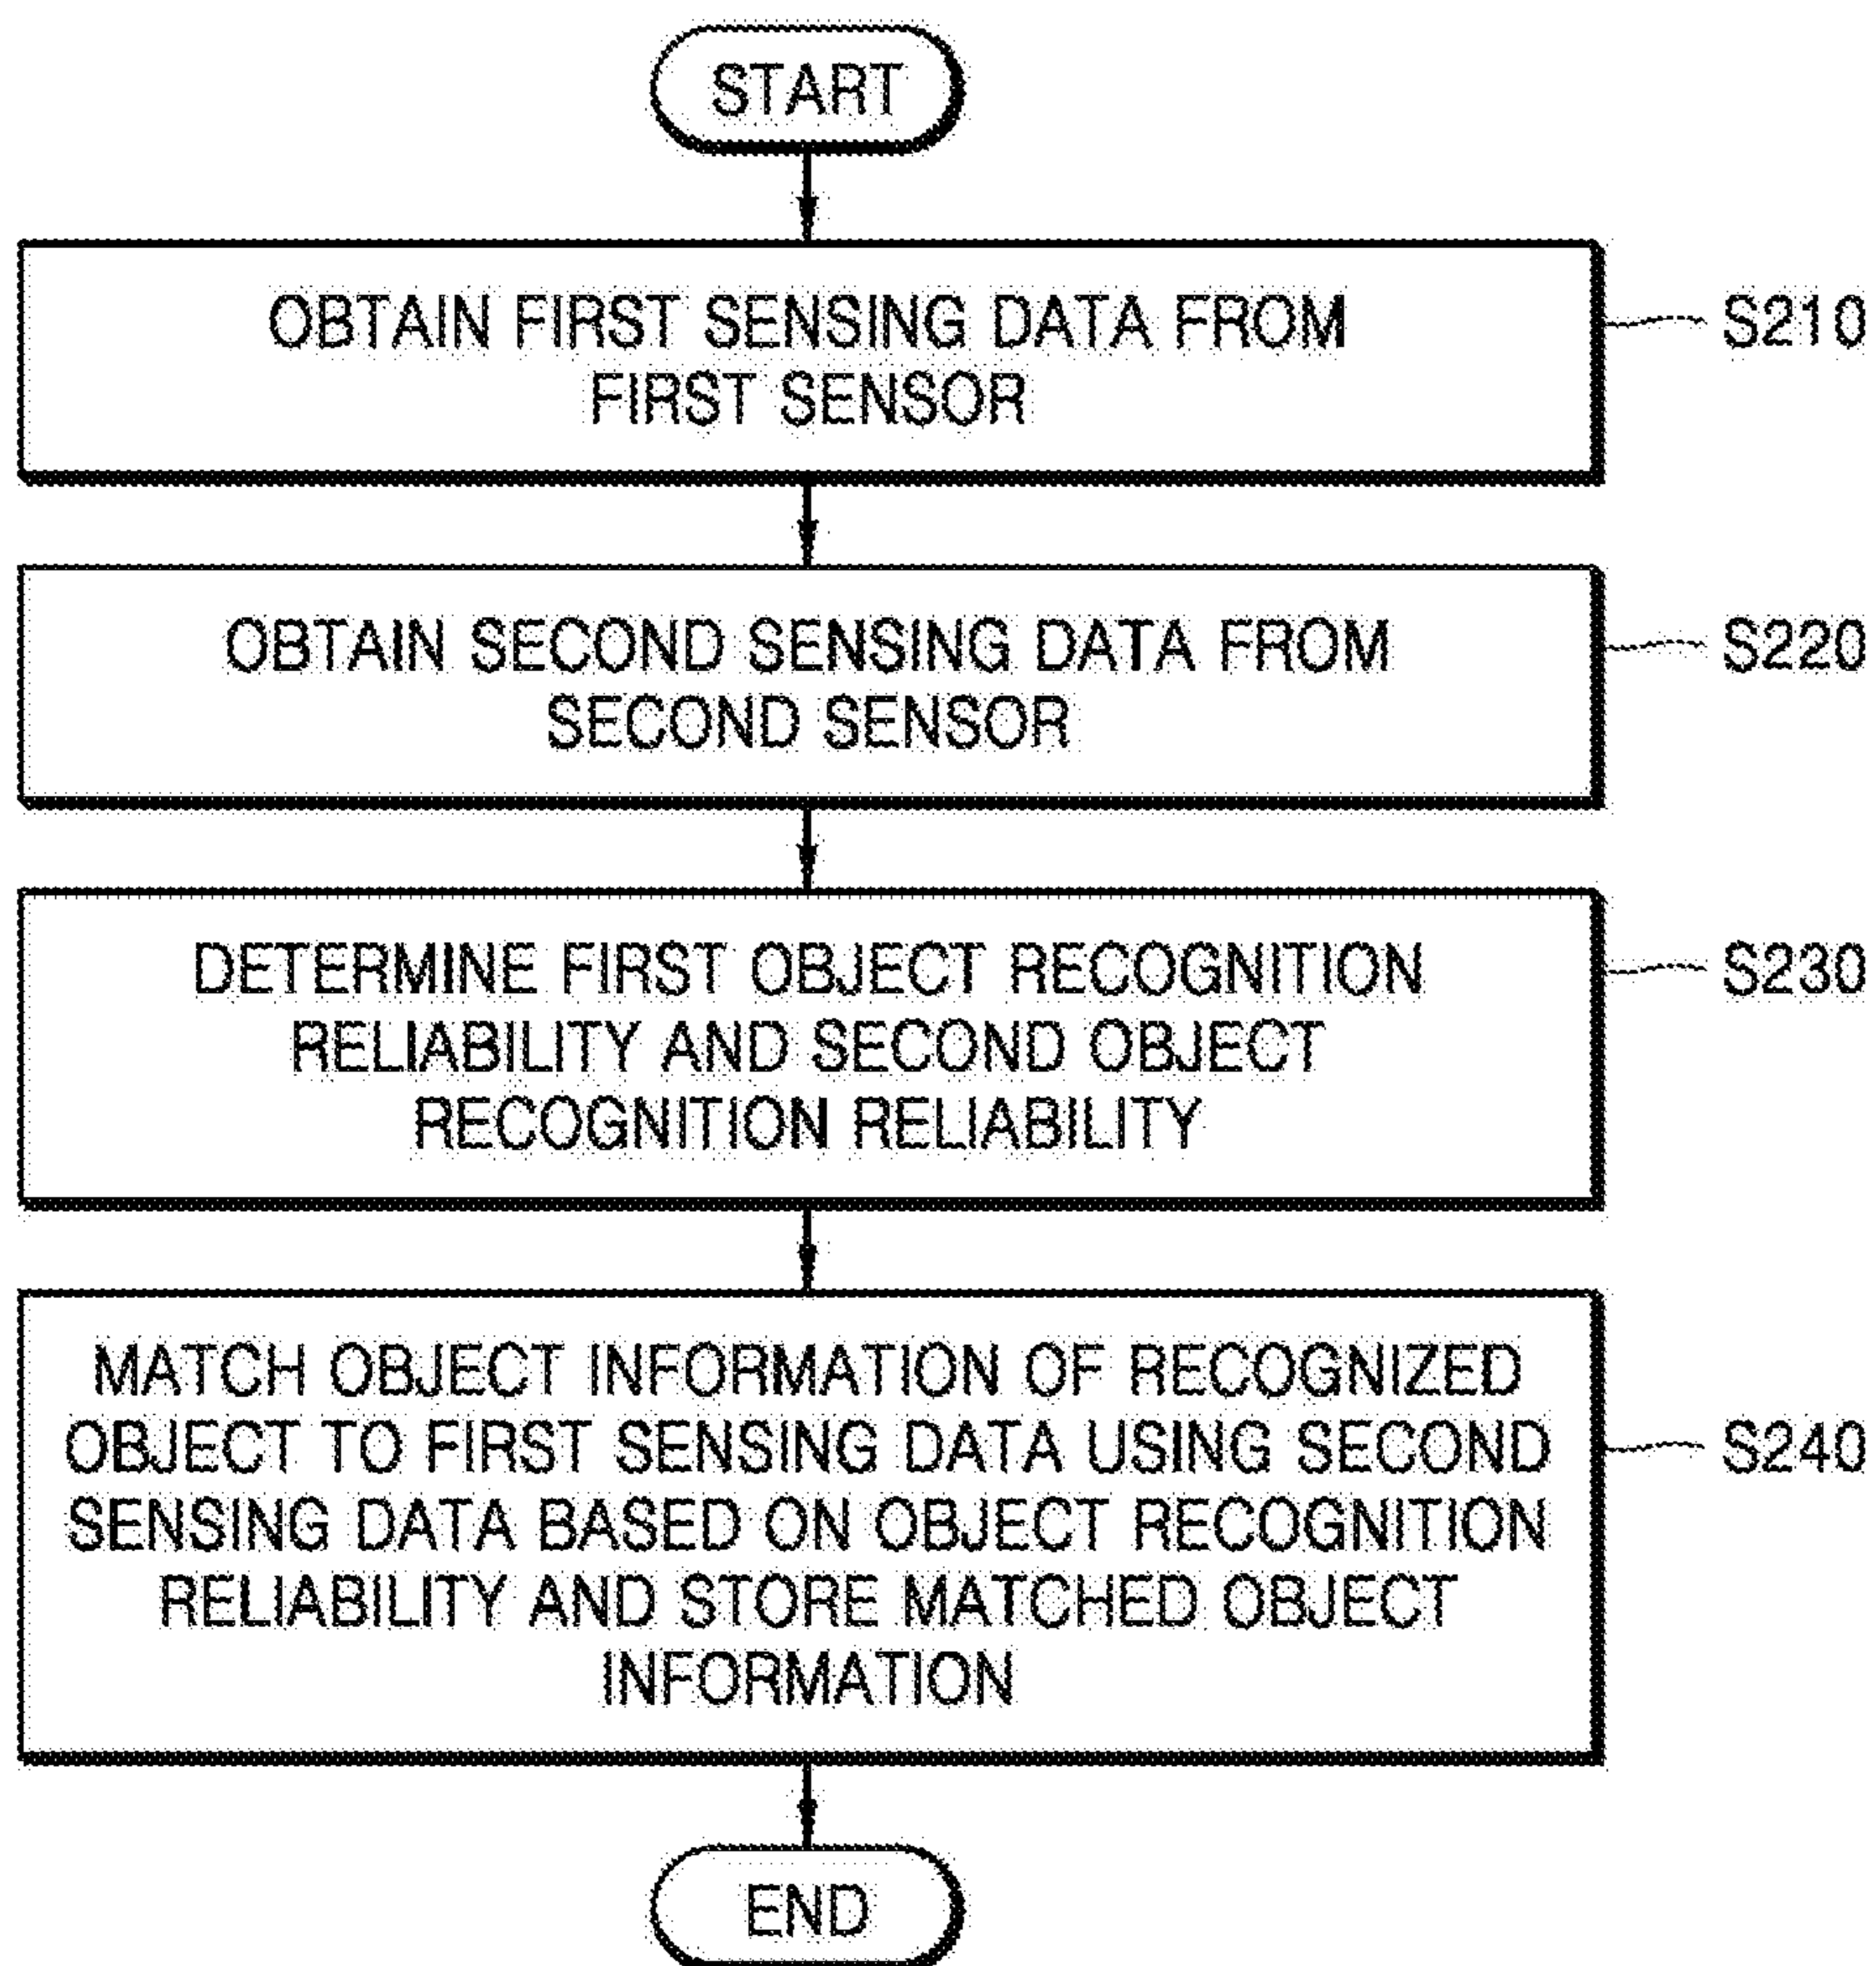 START
OBTAIN FIRST SENSING DATA FROM
FIRST SENSOR
S210
OBTAIN SECOND SENSING DATA FROM
SECOND SENSOR
S220
DETERMINE FIRST OBJECT RECOGNITION
RELIABILITY AND SECOND OBJECT
RECOGNITION RELIABILITY
S230
MATCH OBJECT INFORMATION OF RECOGNIZED
OBJECT TO FIRST SENSING DATA USING SECOND
SENSING DATA BASED ON OBJECT RECOGNITION
RELIABILITY AND STORE MATCHED OBJECT
INFORMATION
S240
END